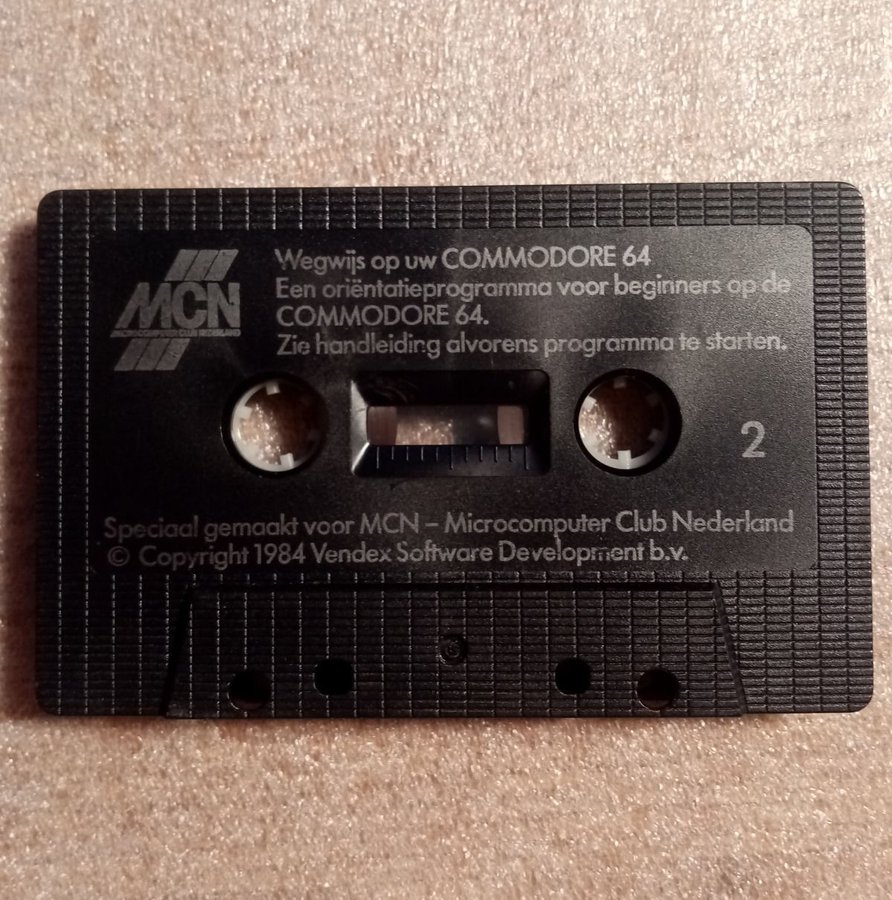 MCN
Wegwijs op uw COMMODORE 64
Een oriëntatieprogramma voor beginners op de
COMMODORE 64.
Zie handleiding alvorens programma te starten.
2
Speciaal gemaakt voor MCN – Microcomputer Club Nederland
© Copyright 1984 Vendex Software Development b.v.